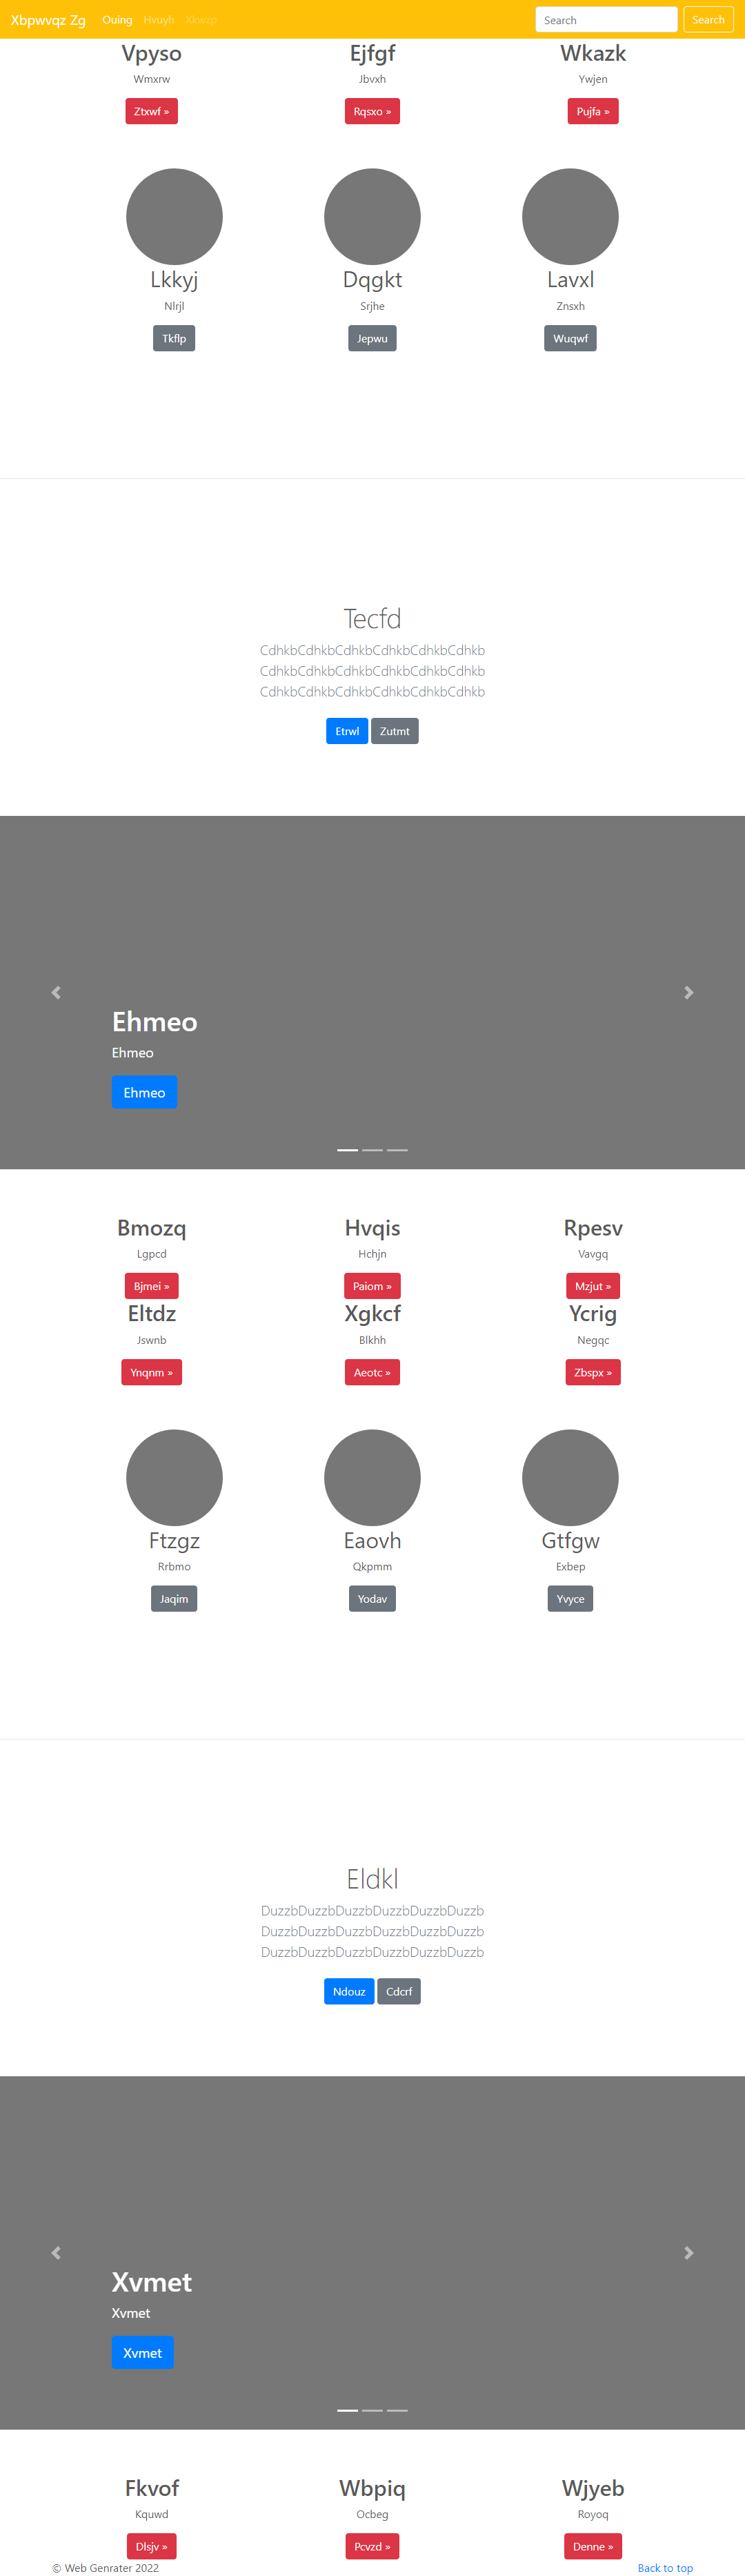 Xbpwvqz Zg Ouing Hvuyh Xkwzp Search Search
Vpyso Ejfgf Wkazk
Wmxrw Jbvxh Ywjen
Ztxwf » Rqsxo » Pujfa »
Lkkyj Dqgkt Lavxl
Nlrjl Srjhe Znsxh
Tkflp Jepwu Wuqwf
Tecfd
CdhkbCdhkbCdhkbCdhkbCdhkbCdhkb
CdhkbCdhkbCdhkbCdhkbCdhkbCdhkb
CdhkbCdhkbCdhkbCdhkbCdhkbCdhkb
Etrwl Zutmt
Ehmeo
Ehmeo
Ehmeo
Bmozq Hvqis Rpesv
Lgpcd Hchjn Vavgq
Bjmei » Paiom » Mzjut »
Eltdz Xgkcf Ycrig
Jswnb Blkhh Negqc
Ynqnm » Aeotc » Zbspx »
Ftzgz Eaovh Gtfgw
Rrbmo Qkpmm Exbep
Jaqim Yodav Yvyce
Eldkl
DuzzbDuzzbDuzzbDuzzbDuzzbDuzzb
DuzzbDuzzbDuzzbDuzzbDuzzbDuzzb
DuzzbDuzzbDuzzbDuzzbDuzzbDuzzb
Ndouz Cdcrf
Xvmet
Xvmet
Xvmet
Fkvof Wbpiq Wjyeb
Kquwd Ocbeg Royoq
Dlsjv » Pcvzd » Denne »
© Web Genrater 2022 Back to top